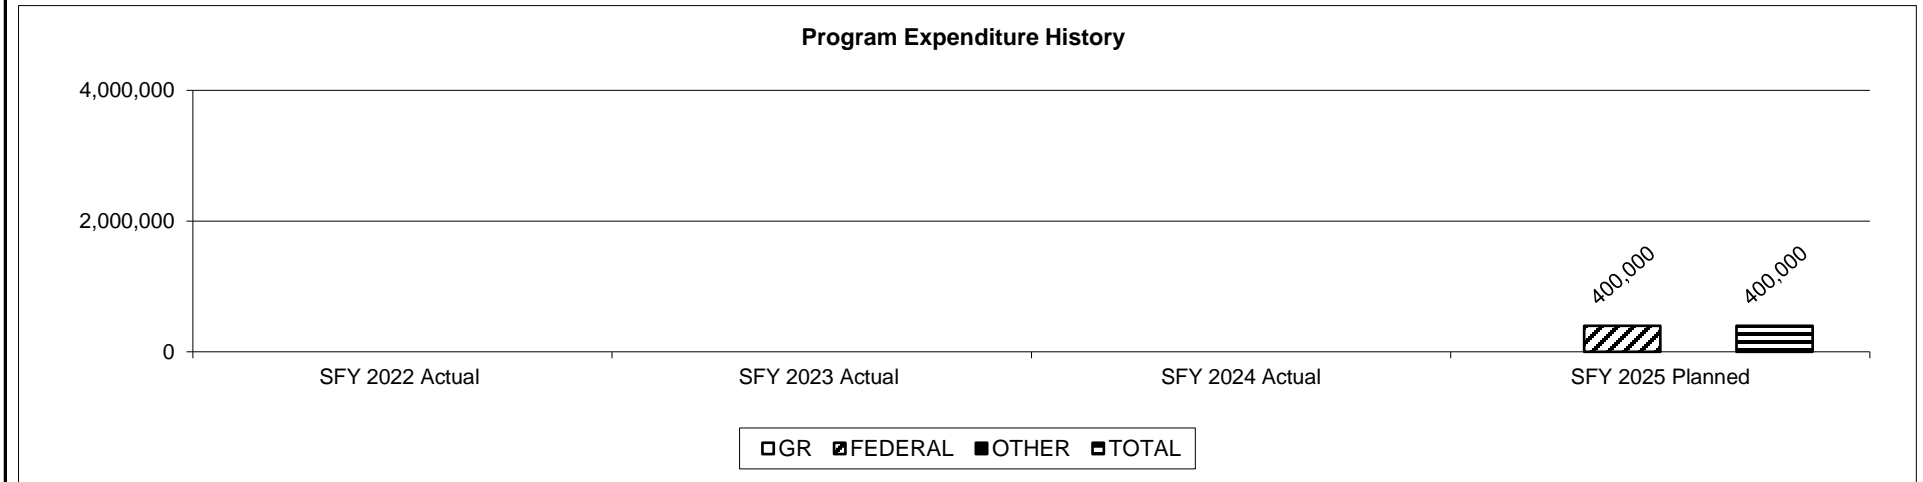 Program Expenditure History
4,000,000
2,000,000
0
400,000 400,000
SFY 2022 Actual SFY 2023 Actual SFY 2024 Actual SFY 2025 Planned
GR FEDERAL OTHER TOTAL